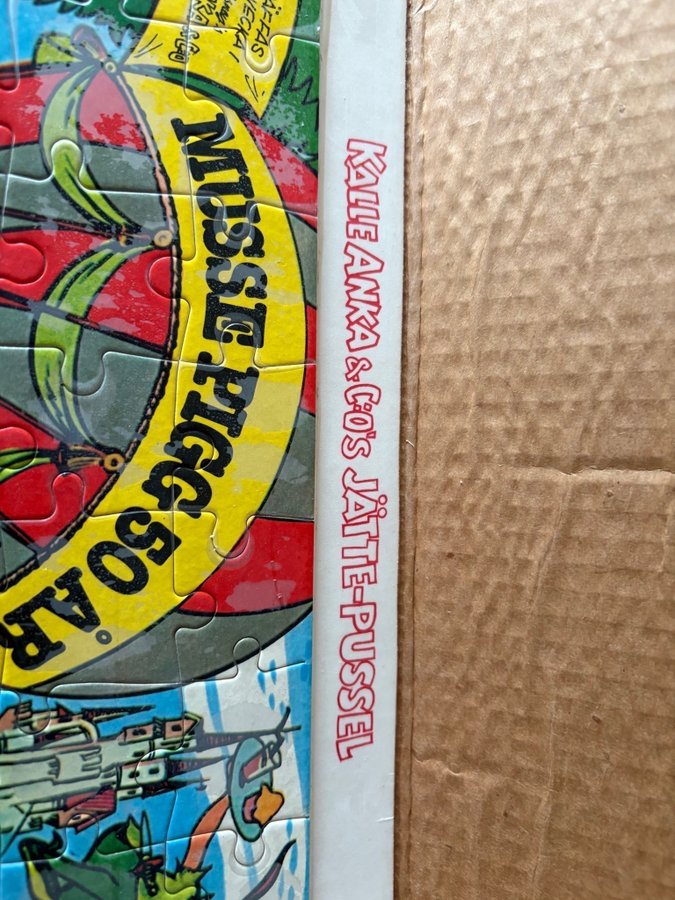 MUSSE PIGG 50 ÅR
KALLE ANKA & C:O's JÄTTE-PUSSEL